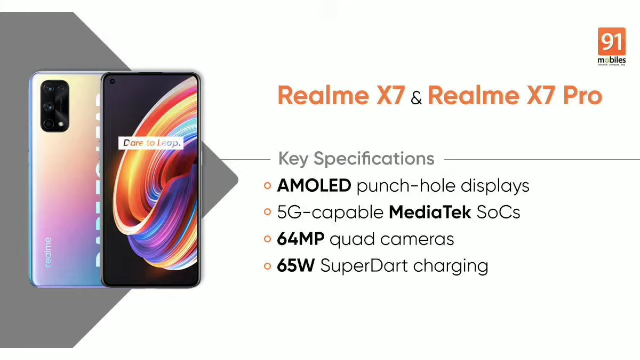 91
mobiles
Realme X7 & Realme X7 Pro
Dare to Leap.
realme
Key Specifications
AMOLED punch-hole displays
5G-capable MediaTek SoCs
64MP quad cameras
65W SuperDart charging